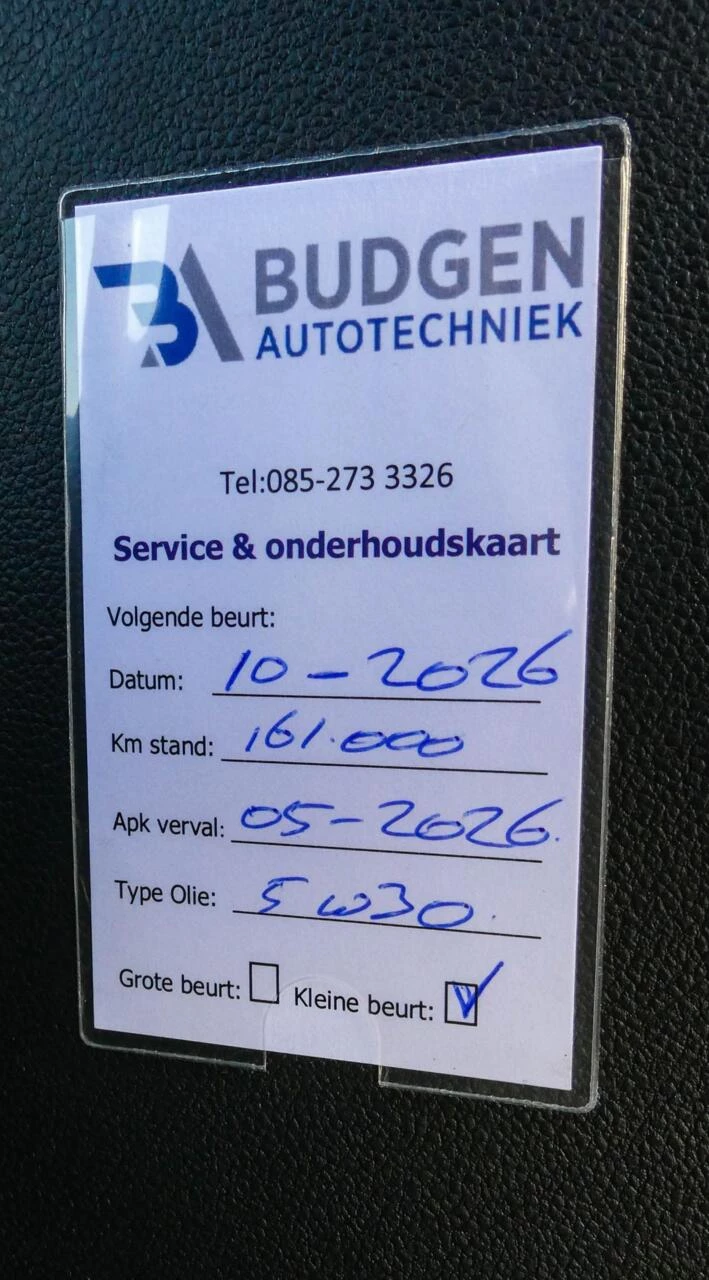 BA BUDGEN
AUTOTECHNIEK
Tel:085-273 3326
Service & onderhoudskaart
Volgende beurt:
Datum: 10-2026
Km stand: 161.000
Apk verval: 05-2026.
Type Olie: 5w30.
Grote beurt: Kleine beurt: